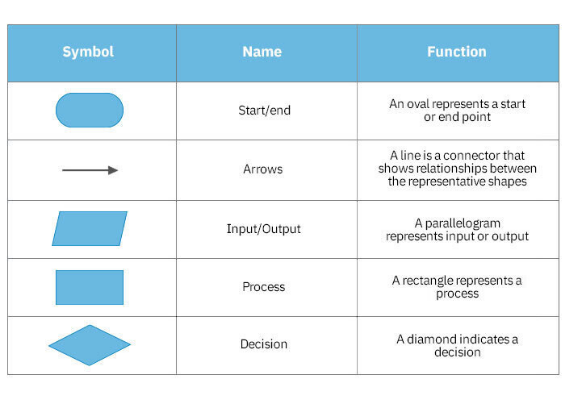 Symbol Name Function
Start/end
An oval represents a start
or end point
Arrows
A line is a connector that
shows relationships between
the representative shapes
Input/Output
A parallelogram
represents input or output
Process
A rectangle represents a
process
Decision
A diamond indicates a
decision